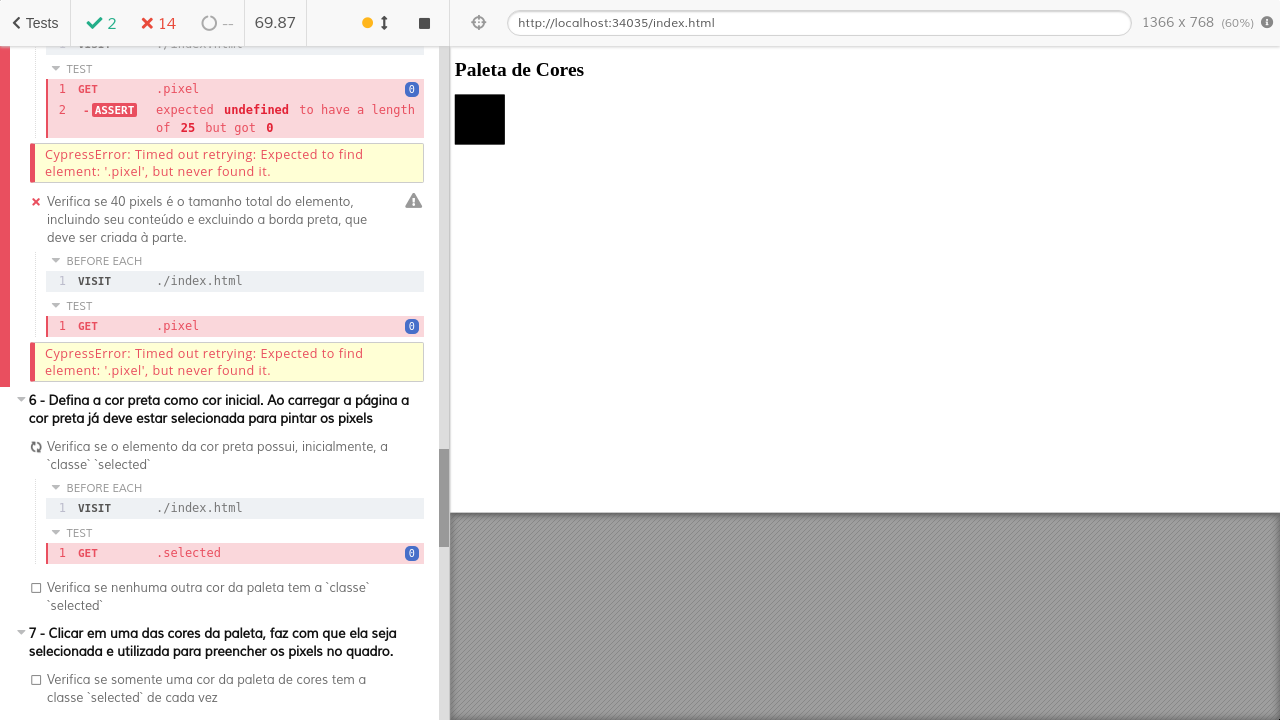 Tests 2 14 -- 69.87 http://localhost:34035/index.html 1366 x 768 (60%)
TEST
1 GET .pixel 0
2 -ASSERT expected undefined to have a length
of 25 but got 0
CypressError: Timed out retrying: Expected to find
element: '.pixel', but never found it.
Verifica se 40 pixels é o tamanho total do elemento,
incluindo seu conteúdo e excluindo a borda preta, que
deve ser criada à parte.
BEFORE EACH
1 VISIT ./index.html
TEST
1 GET .pixel 0
CypressError: Timed out retrying: Expected to find
element: '.pixel', but never found it.
6 - Defina a cor preta como cor inicial. Ao carregar a página a
cor preta já deve estar selecionada para pintar os pixels
Verifica se o elemento da cor preta possui, inicialmente, a
`classe` `selected`
BEFORE EACH
1 VISIT ./index.html
TEST
1 GET .selected 0
Verifica se nenhuma outra cor da paleta tem a `classe`
`selected`
7 - Clicar em uma das cores da paleta, faz com que ela seja
selecionada e utilizada para preencher os pixels no quadro.
Verifica se somente uma cor da paleta de cores tem a
classe `selected` de cada vez
Paleta de Cores